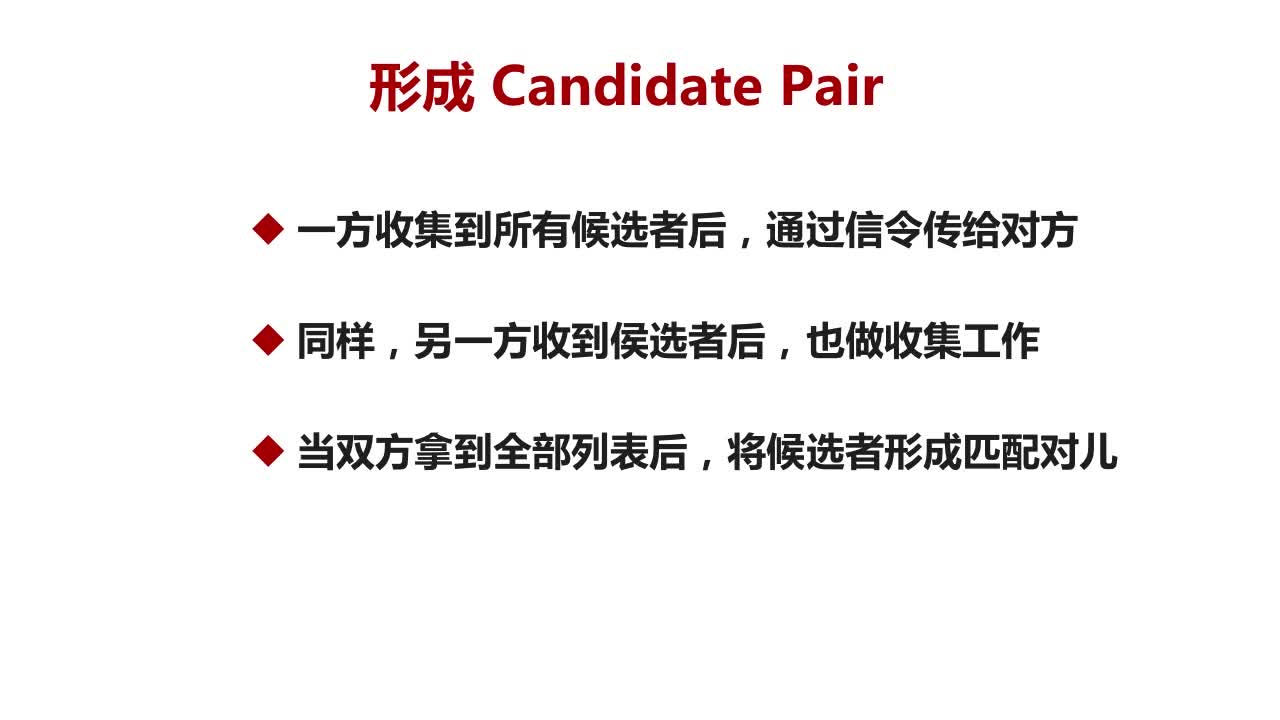 形成 Candidate Pair
◆ 一方收集到所有候选者后，通过信令传给对方
◆ 同样，另一方收到侯选者后，也做收集工作
◆ 当双方拿到全部列表后，将候选者形成匹配对儿